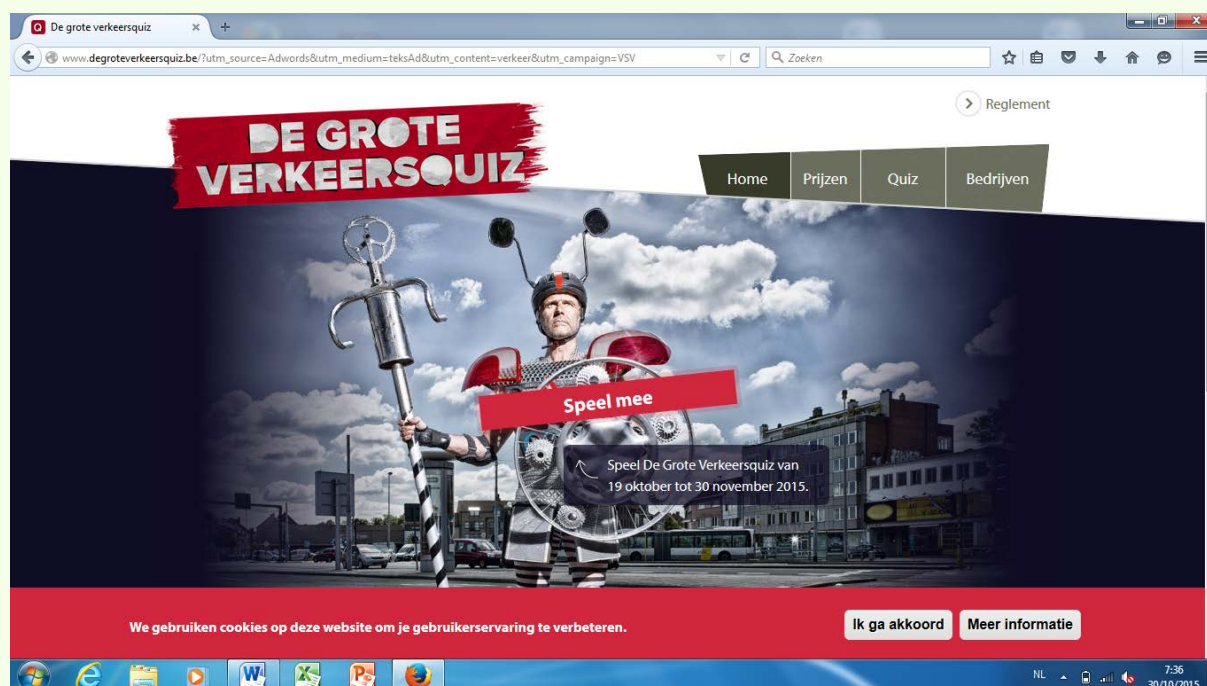 De grote verkeersquiz
www.degroteverkeersquiz.be/?utm_source=Adwords&utm_medium=teksAd&utm_content=verkeer&utm_campaign=VSV
Zoeken
Reglement
DE GROTE
VERKEERSQUIZ
Home Prijzen Quiz Bedrijven
Speel mee
Speel De Grote Verkeersquiz van
19 oktober tot 30 november 2015.
We gebruiken cookies op deze website om je gebruikerservaring te verbeteren.
Ik ga akkoord Meer informatie
NL
7:36
30/10/2015